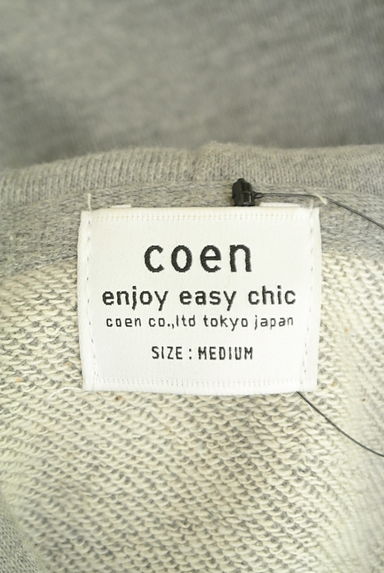 coen
enjoy easy chic
coen co.,ltd tokyo japan
SIZE : MEDIUM